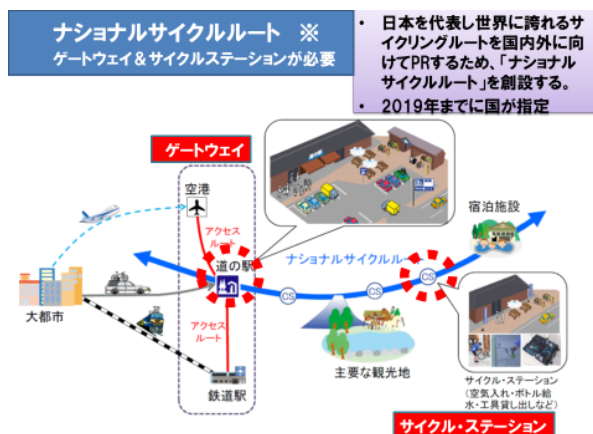 ナショナルサイクルルート ※
ゲートウェイ&サイクルステーションが必要
• 日本を代表し世界に誇れるサ
イクリングルートを国内外に向
けてPRするため、「ナショナル
サイクルルート」を創設する。
• 2019年までに国が指定
ゲートウェイ
空港
アクセス
ルート
道の駅
大都市
アクセス
ルート
鉄道駅
ナショナルサイクルルート
CS
CS
CS
主要な観光地
宿泊施設
サイクル・ステーション
(空気入れ・ボトル給
水・工具貸し出しなど)
サイクル・ステーション